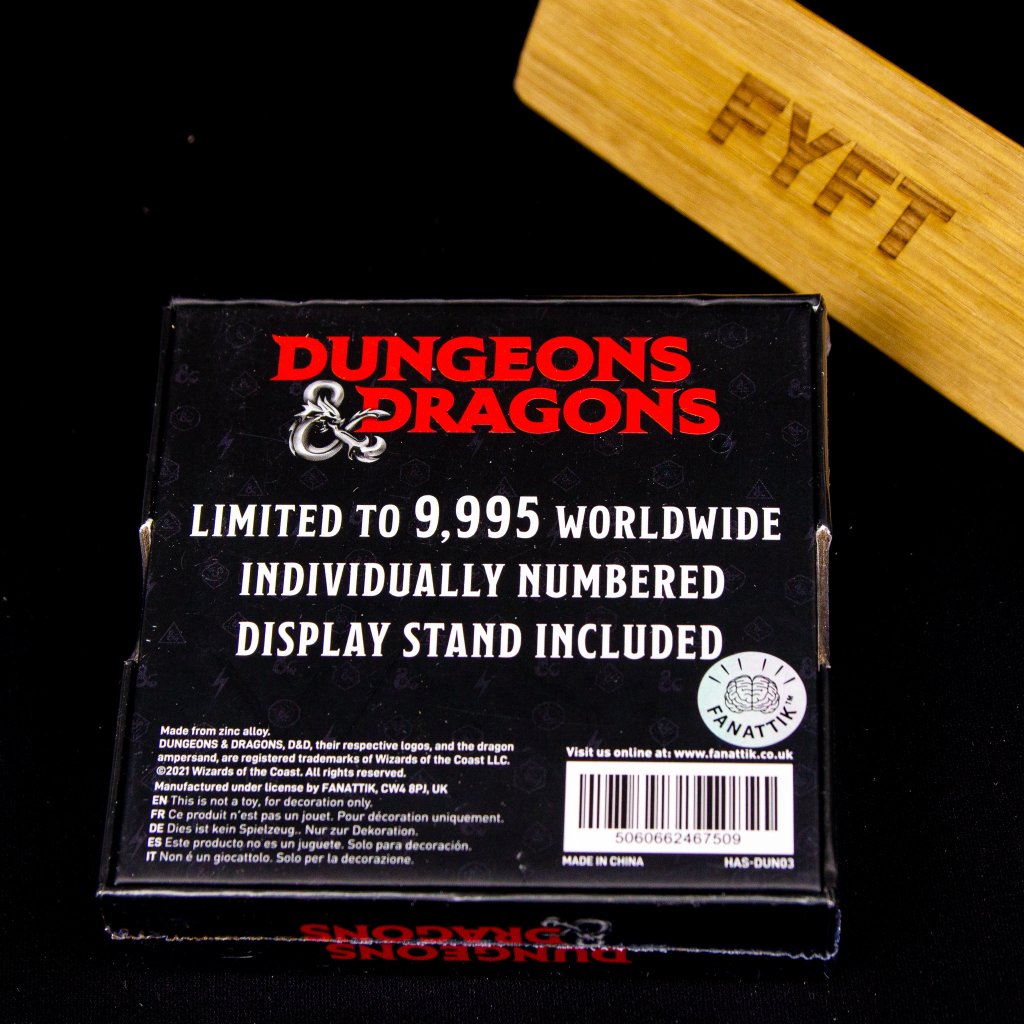 FYFT
DUNGEONS
& DRAGONS
LIMITED TO 9,995 WORLDWIDE
INDIVIDUALLY NUMBERED
DISPLAY STAND INCLUDED
FANATTIK™
Made from zinc alloy.
DUNGEONS & DRAGONS, D&D, their respective logos, and the dragon
ampersand, are registered trademarks of Wizards of the Coast LLC.
©2021 Wizards of the Coast. All rights reserved.
Manufactured under license by FANATTIK, CW4 8PJ, UK
EN This is not a toy, for decoration only.
FR Ce produit n'est pas un jouet. Pour décoration uniquement.
DE Dies ist kein Spielzeug.. Nur zur Dekoration.
ES Este producto no es un juguete. Solo para decoración.
IT Non é un giocattolo. Solo per la decorazione.
Visit us online at: www.fanattik.co.uk
5060662467509
MADE IN CHINA
HAS-DUN03
DUNGEONS
& DRAGONS